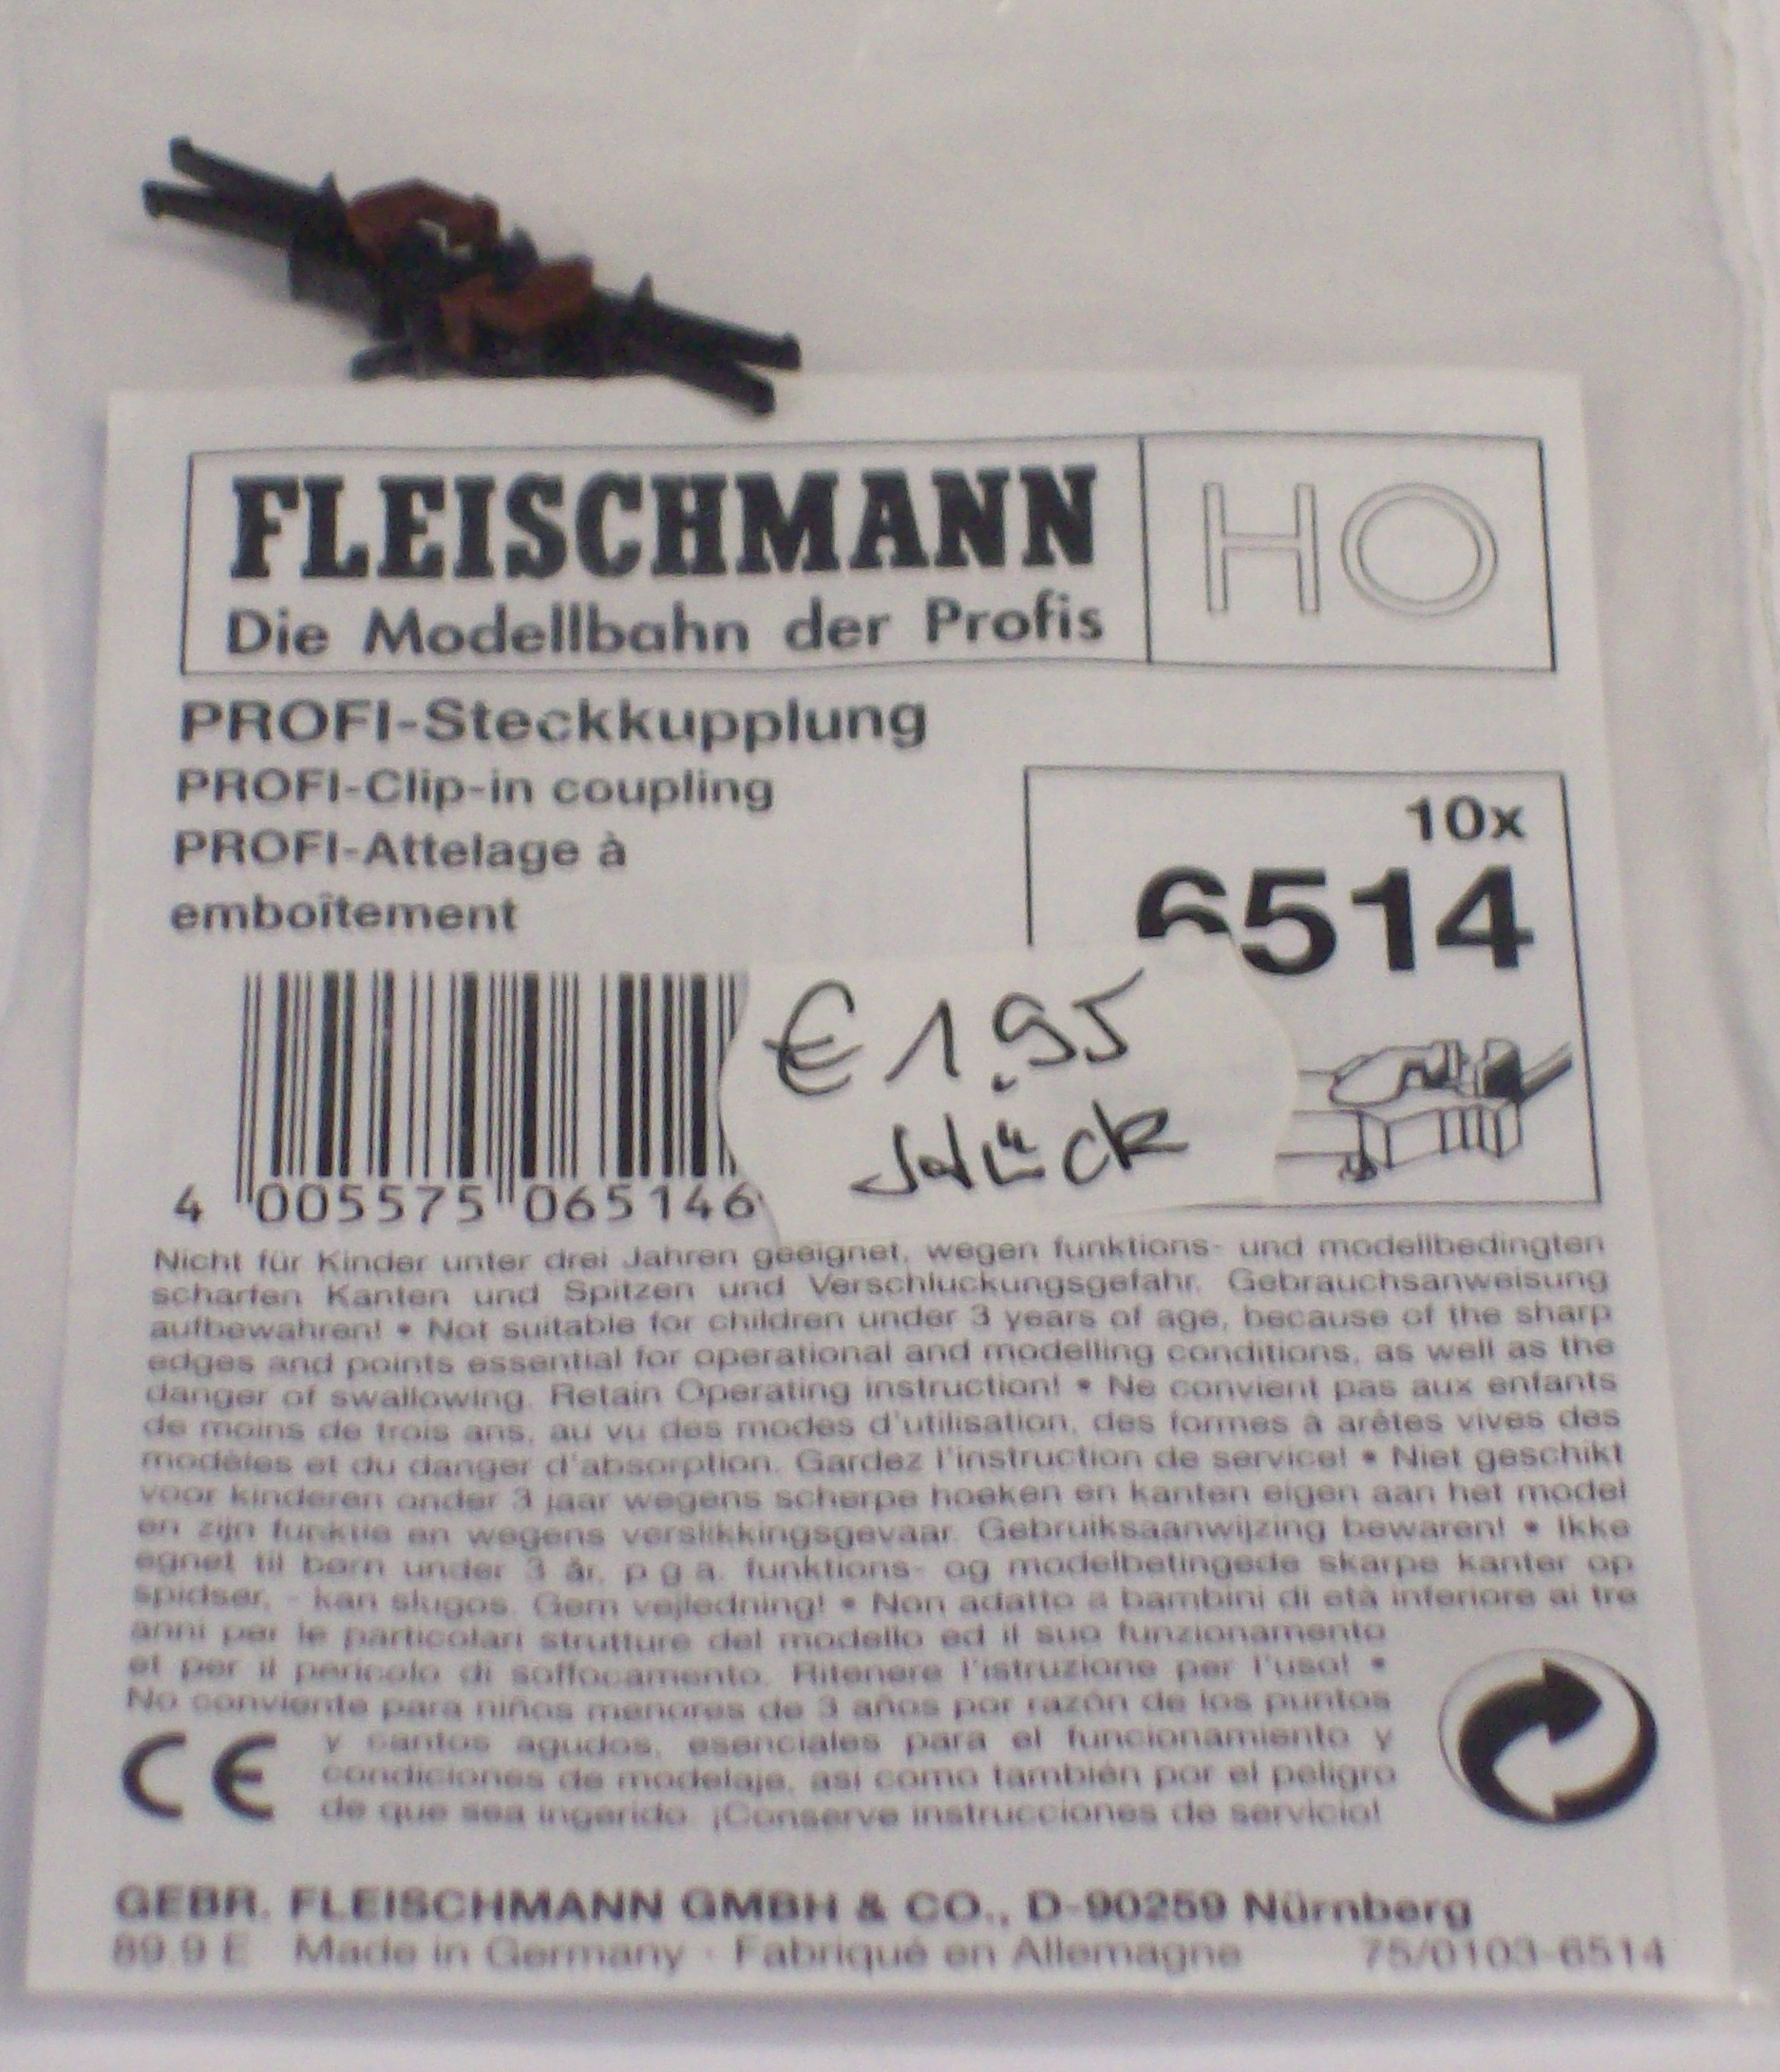 FLEISCHMANN
HO
Die Modellbahn der Profis
PROFI-Steckkupplung
PROFI-Clip-in coupling
PROFI-Attelage à
emboîtement
10x
6514
€ 1.95
Stück
4 005575 065146
Nicht für Kinder unter drei Jahren geeignet, wegen funktions- und modellbedingten
scharfen Kanten und Spitzen und Verschluckungsgefahr. Gebrauchsanweisung
aufbewahren! • Not suitable for children under 3 years of age, because of the sharp
edges and points essential for operational and modelling conditions, as well as the
danger of swallowing. Retain Operating instruction! • Ne convient pas aux enfants
de moins de trois ans, au vu des modes d'utilisation, des formes à arêtes vives des
modèles et du danger d'absorption. Gardez l'instruction de service! • Niet geschikt
voor kinderen onder 3 jaar wegens scherpe hoeken en kanten eigen aan het model
en zijn funktie en wegens verslikkingsgevaar. Gebruiksaanwijzing bewaren! • Ikke
egnet til børn under 3 år, p g a. funktions- og modelbetingede skarpe kanter op
spidser, - kan slugos. Gem vejledning! • Non adatto a bambini di età inferiore ai tre
anni per le particolari strutture del modello ed il suo funzionamento
et per il pericolo di soffocamento. Ritenere l'istruzione per l'uso! •
No conviente para niños menores de 3 años por razón de los puntos
y cantos agudos, esenciales para el funcionamiento y
condiciones de modelaje, asi como también por el peligro
de que sea ingerido. ¡Conserve instrucciones de servicio!
CE
GEBR. FLEISCHMANN GMBH & CO., D-90259 Nürnberg
89.9 E Made in Germany · Fabriqué en Allemagne 75/0103-6514